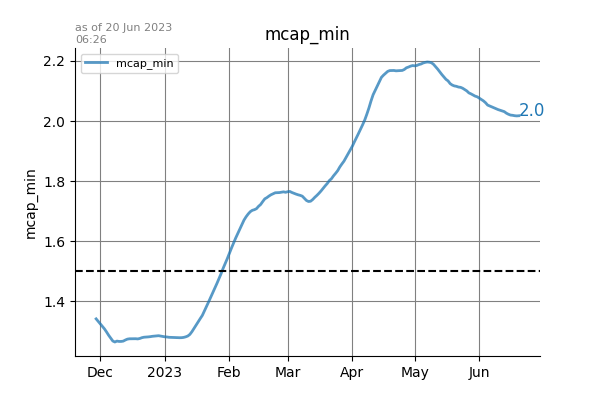 as of 20 Jun 2023
06:26
mcap_min
mcap_min
2.2
2.0
1.8
1.6
1.4
mcap_min
2.0
Dec 2023 Feb Mar Apr May Jun